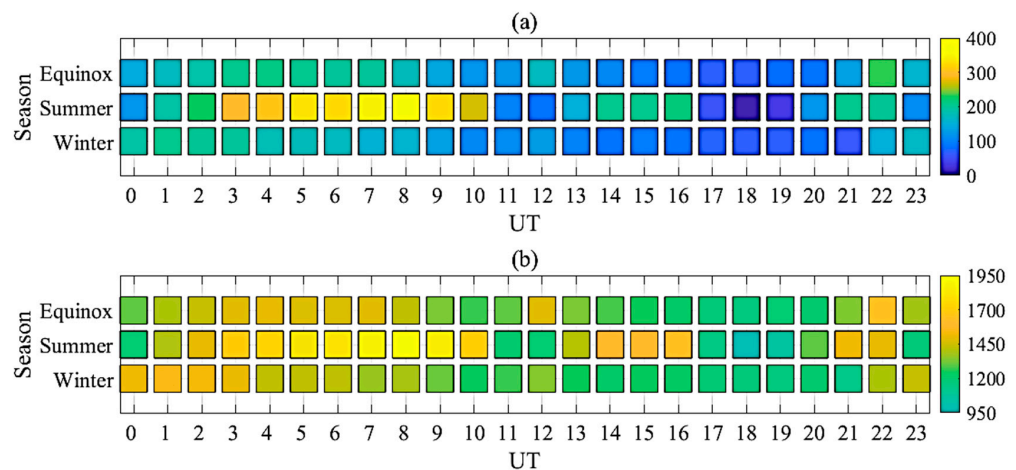 (a)
Season
Equinox
Summer
Winter
0 1 2 3 4 5 6 7 8 9 10 11 12 13 14 15 16 17 18 19 20 21 22 23
UT
400
300
200
100
0
(b)
Season
Equinox
Summer
Winter
0 1 2 3 4 5 6 7 8 9 10 11 12 13 14 15 16 17 18 19 20 21 22 23
UT
1950
1700
1450
1200
950